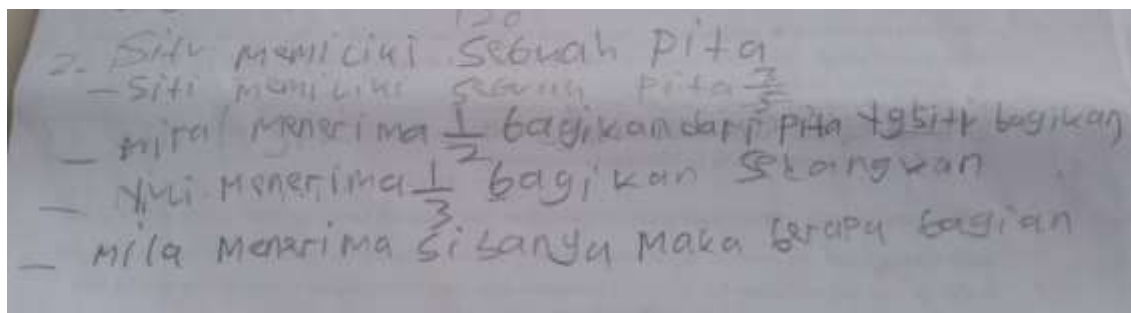 2. Siti memiliki sebuah pita
- Siti memiliki sebuah pita 2/5
- mira menerima 1/2 bagikan dari pita yg siti bagikan
- Yuli menerima 1/3 bagikan
- mila menerima sisanya maka berapa bagian